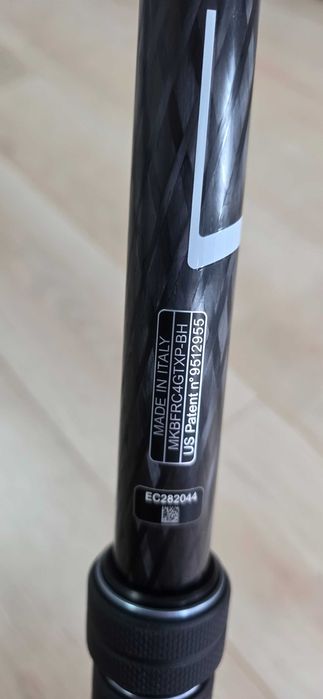 MADE IN ITALY
MKBFRC4GTXP-BH
US Patent n° 9512955
EC282044